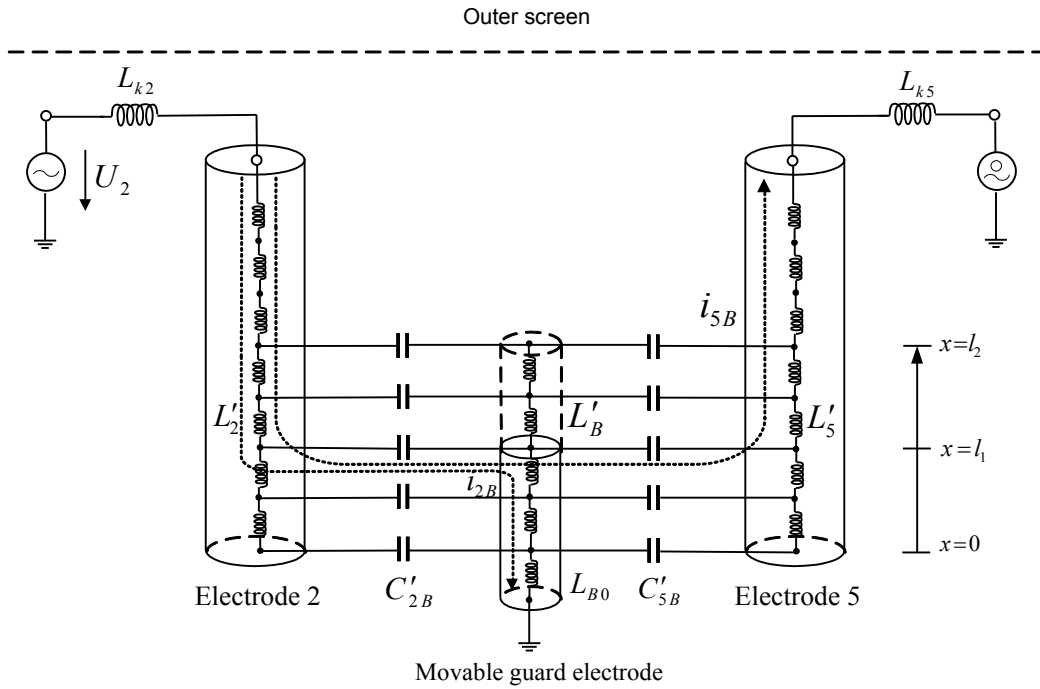 Outer screen
L_{k2}
L_{k5}
U_2
i_{5B}
x=l_2
L'_2
L'_B
L'_5
x=l_1
i_{2B}
x=0
Electrode 2
C'_{2B}
L_{B0}
C'_{5B}
Electrode 5
Movable guard electrode